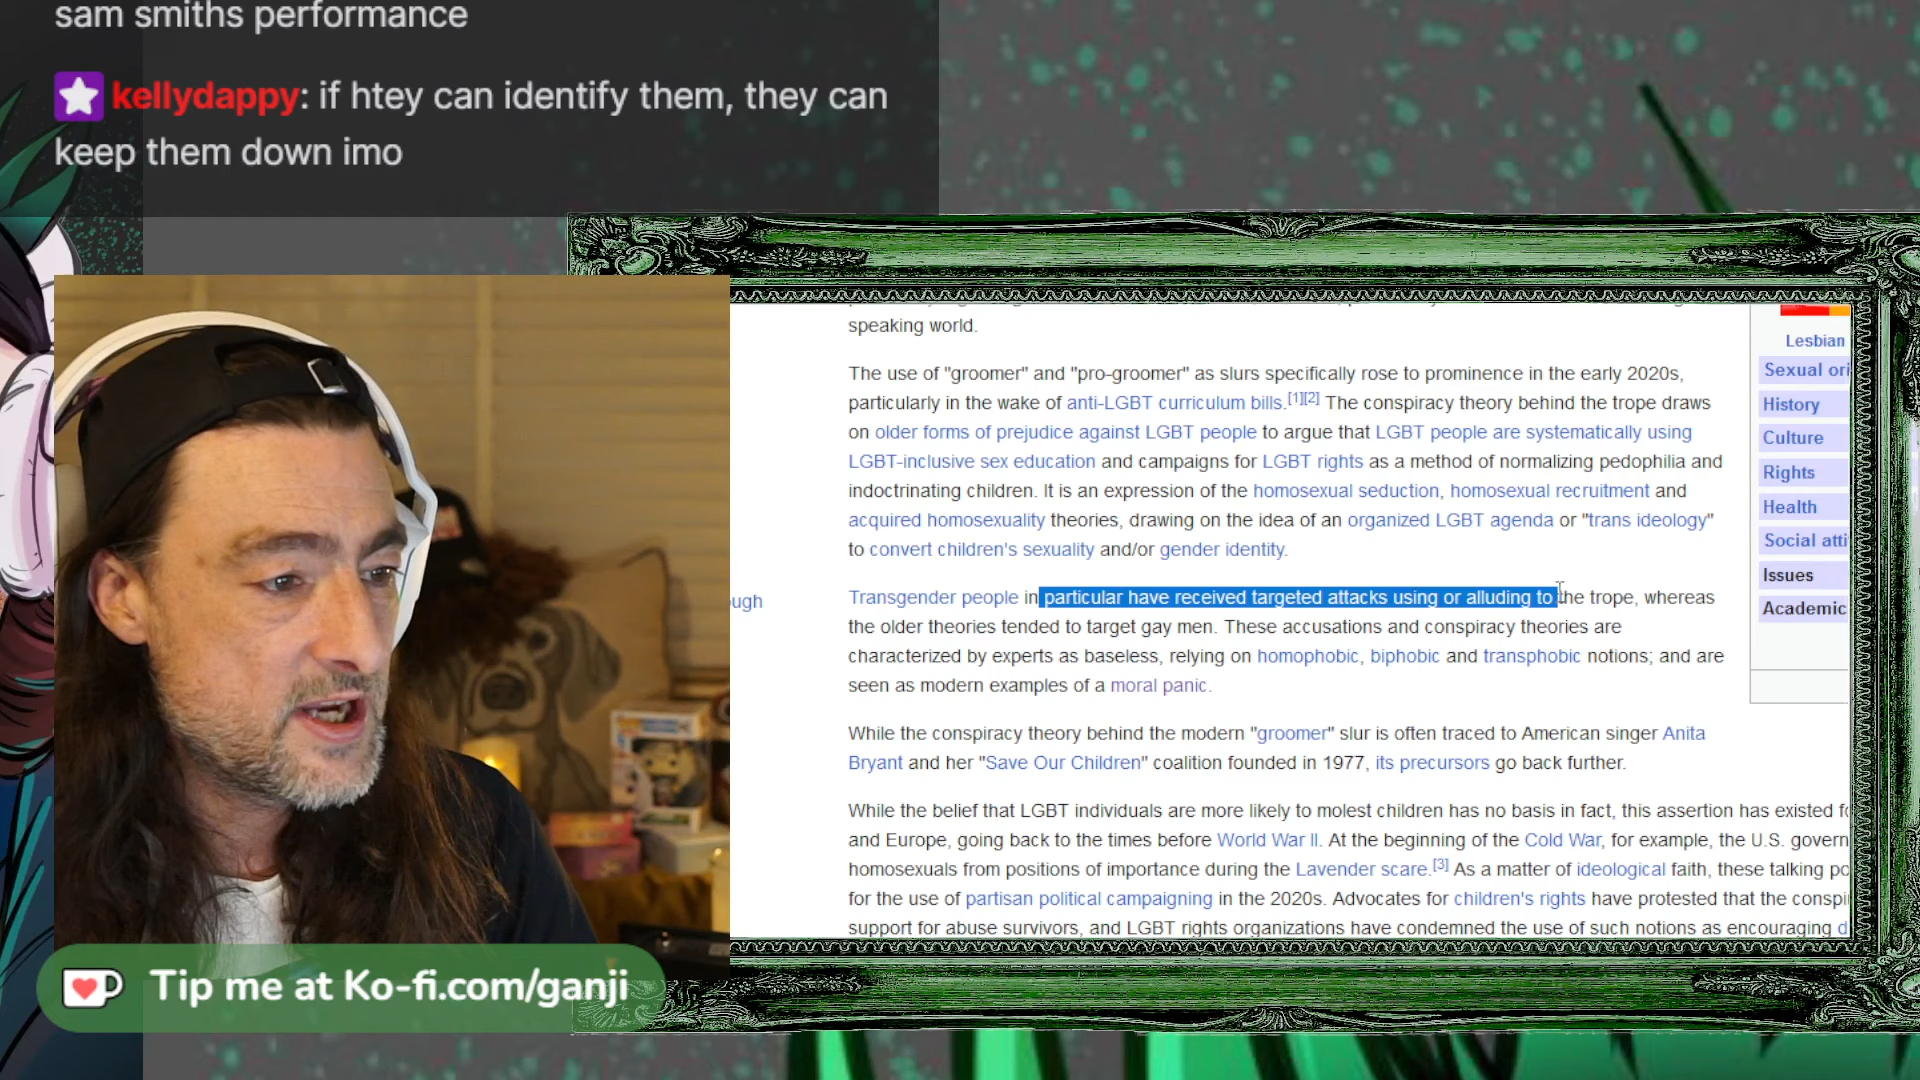 sam smiths performance
kellydappy: if htey can identify them, they can
keep them down imo
speaking world.
The use of "groomer" and "pro-groomer" as slurs specifically rose to prominence in the early 2020s,
particularly in the wake of anti-LGBT curriculum bills.[1][2] The conspiracy theory behind the trope draws
on older forms of prejudice against LGBT people to argue that LGBT people are systematically using
LGBT-inclusive sex education and campaigns for LGBT rights as a method of normalizing pedophilia and
indoctrinating children. It is an expression of the homosexual seduction, homosexual recruitment and
acquired homosexuality theories, drawing on the idea of an organized LGBT agenda or "trans ideology"
to convert children's sexuality and/or gender identity.
ugh
Transgender people in particular have received targeted attacks using or alluding to the trope, whereas
the older theories tended to target gay men. These accusations and conspiracy theories are
characterized by experts as baseless, relying on homophobic, biphobic and transphobic notions; and are
seen as modern examples of a moral panic.
While the conspiracy theory behind the modern "groomer" slur is often traced to American singer Anita
Bryant and her "Save Our Children" coalition founded in 1977, its precursors go back further.
While the belief that LGBT individuals are more likely to molest children has no basis in fact, this assertion has existed
and Europe, going back to the times before World War II. At the beginning of the Cold War, for example, the U.S. govern
homosexuals from positions of importance during the Lavender scare.[3] As a matter of ideological faith, these talking po
for the use of partisan political campaigning in the 2020s. Advocates for children's rights have protested that the conspi
support for abuse survivors, and LGBT rights organizations have condemned the use of such notions as encouraging d
Lesbian
Sexual ori
History
Culture
Rights
Health
Social atti
Issues
Academic
Tip me at Ko-fi.com/ganji